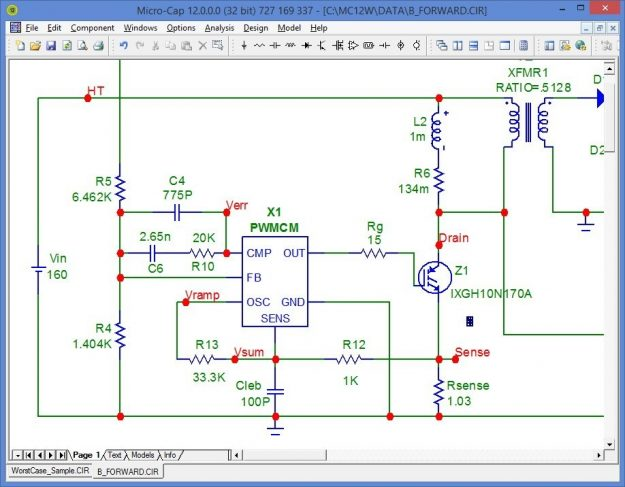 Micro-Cap 12.0.0.0 (32 bit) 727 169 337 - [C:\MC12W\DATA\B_FORWARD.CIR]
File Edit Component Windows Options Analysis Design Model Help
XFMR1
RATIO=.5128
HT
D1
L2
1m
D2
R5
6.462K
C4
775P
R6
134m
Verr
X1
PWMCM
Rg
15
2.65n
20K
Drain
Vin
160
C6
R10
CMP OUT
FB
Z1
IXGH10N170A
Vramp
OSC GND
SENS
R4
1.404K
R13
Vsum
R12
Sense
33.3K
1K
Cleb
100P
Rsense
1.03
Page 1 Text Models Info
WorstCase_Sample.CIR B_FORWARD.CIR